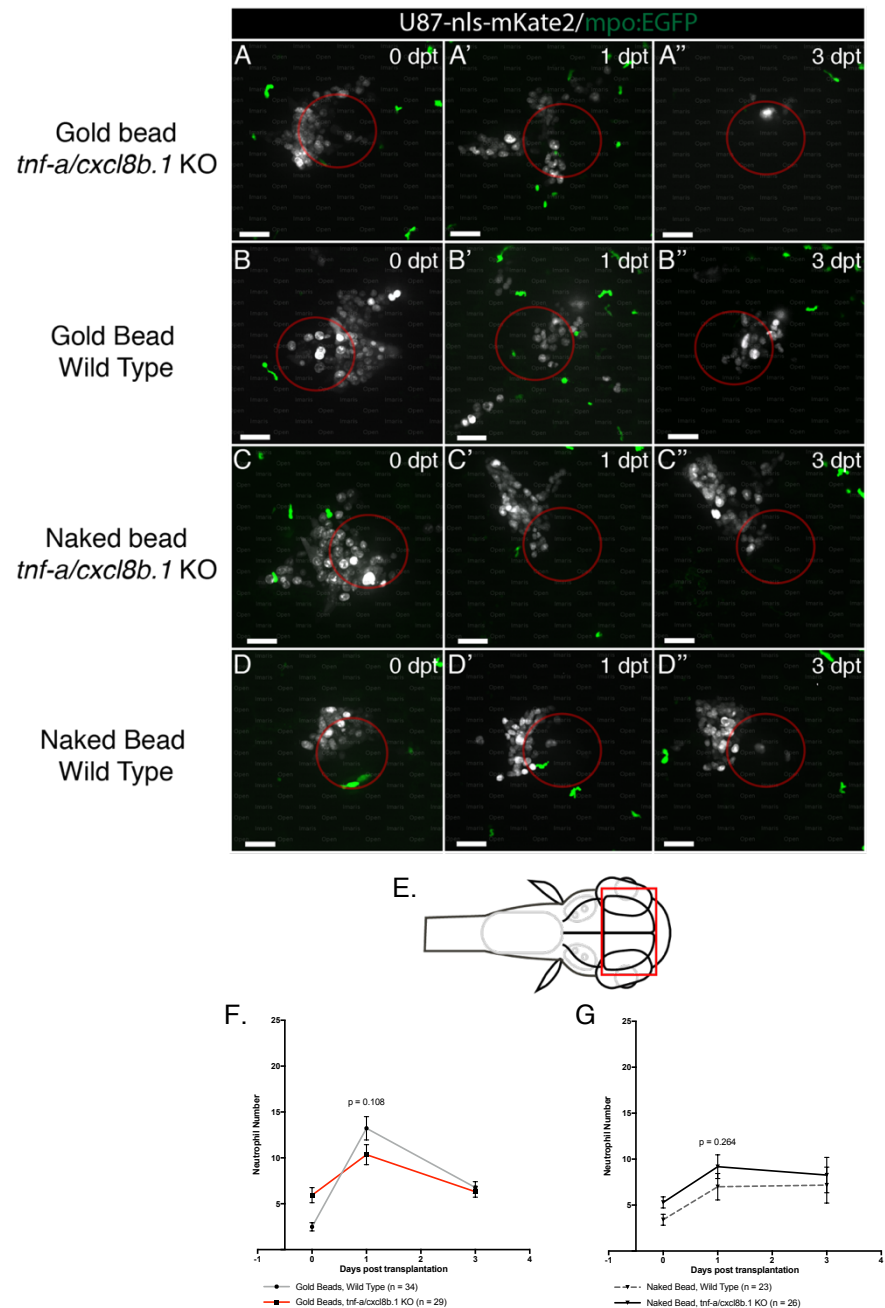 U87-nls-mKate2/mpo:EGFP
Gold bead
tnf-a/cxcl8b.1 KO
A 0 dpt
A' 1 dpt
A" 3 dpt
Gold Bead
Wild Type
B 0 dpt
B' 1 dpt
B" 3 dpt
Naked bead
tnf-a/cxcl8b.1 KO
C 0 dpt
C' 1 dpt
C" 3 dpt
Naked Bead
Wild Type
D 0 dpt
D' 1 dpt
D" 3 dpt
E.
F.
25
20
15
10
5
Neutrophil Number
p = 0.108
-1 0 1 3 4
Days post transplantation
Gold Beads, Wild Type (n = 34)
Gold Beads, tnf-a/cxcl8b.1 KO (n = 29)
G
25
20
15
10
5
Neutrophil Number
p = 0.264
-1 0 1 3 4
Days post transplantation
Naked Bead, Wild Type (n = 23)
Naked Bead, tnf-a/cxcl8b.1 KO (n = 26)